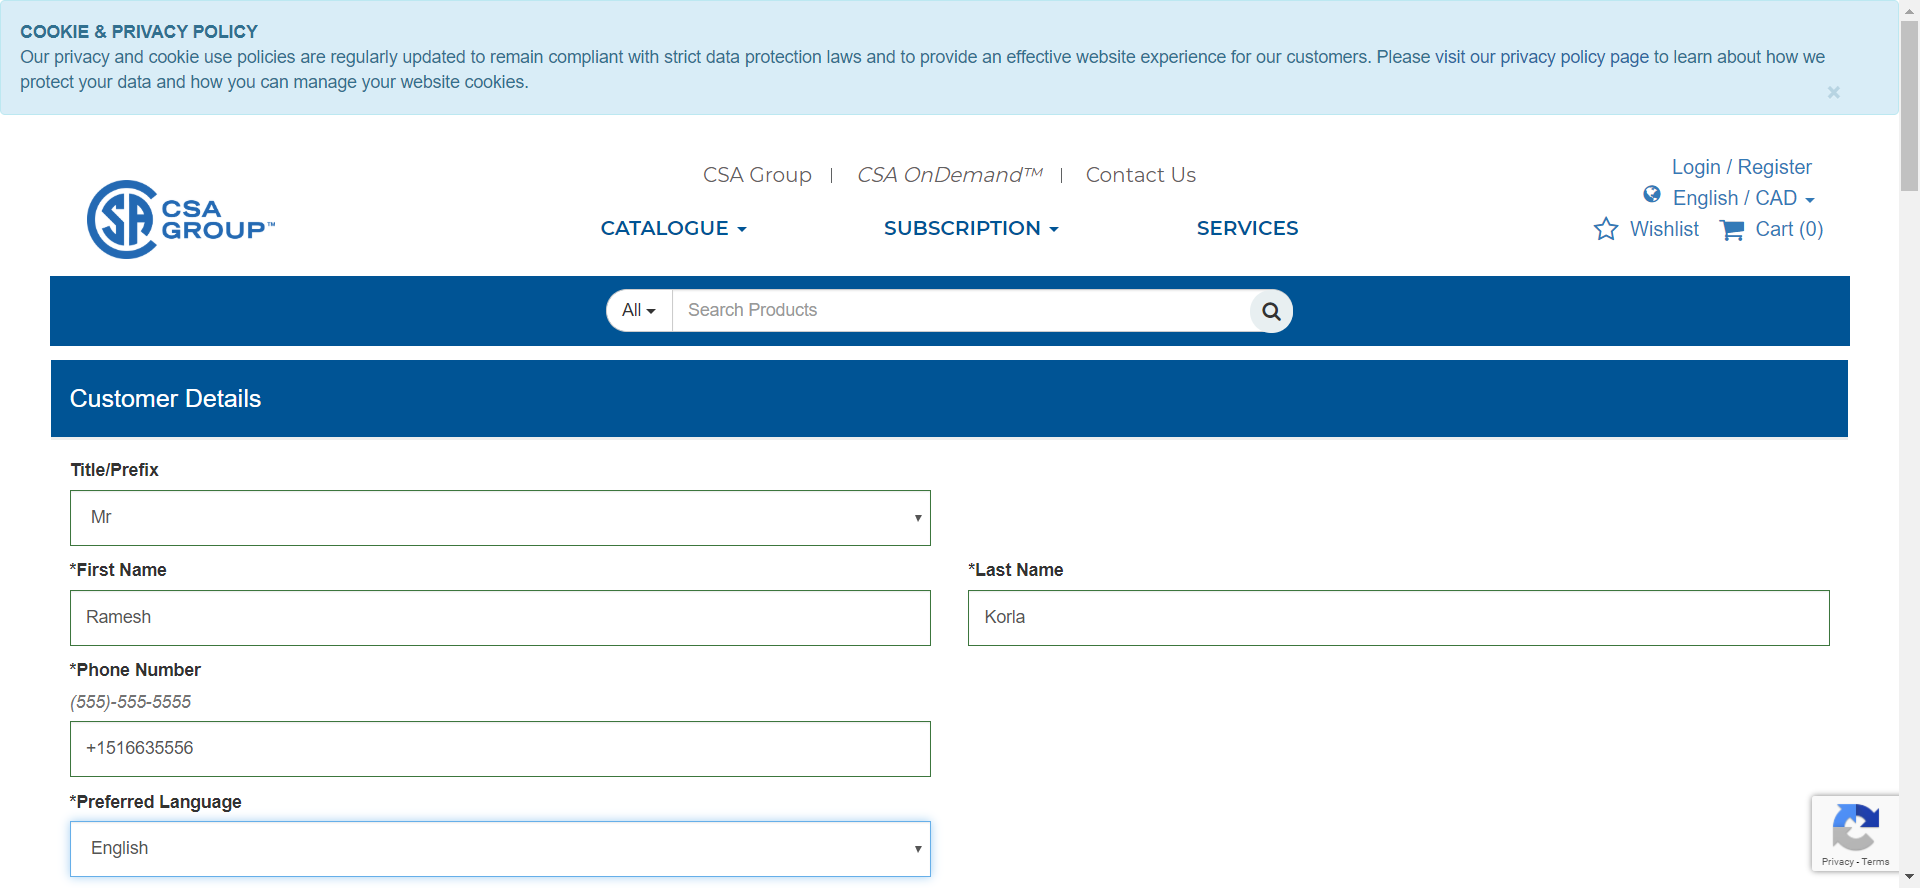 COOKIE & PRIVACY POLICY
Our privacy and cookie use policies are regularly updated to remain compliant with strict data protection laws and to provide an effective website experience for our customers. Please visit our privacy policy page to learn about how we
protect your data and how you can manage your website cookies.
×
CSA Group | CSA OnDemand™ | Contact Us
Login / Register
English / CAD
CSA
GROUP™
CATALOGUE SUBSCRIPTION SERVICES
Wishlist Cart (0)
All Search Products
Customer Details
Title/Prefix
Mr
*First Name *Last Name
Ramesh Korla
*Phone Number
(555)-555-5555
+1516635556
*Preferred Language
English
Privacy - Terms